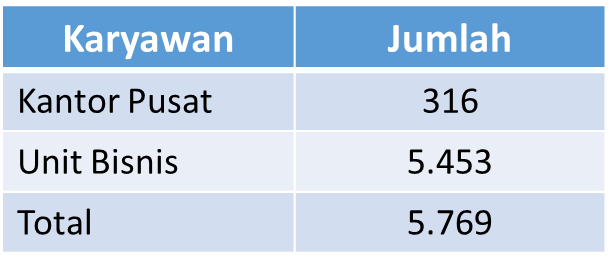 Karyawan Jumlah
Kantor Pusat 316
Unit Bisnis 5.453
Total 5.769